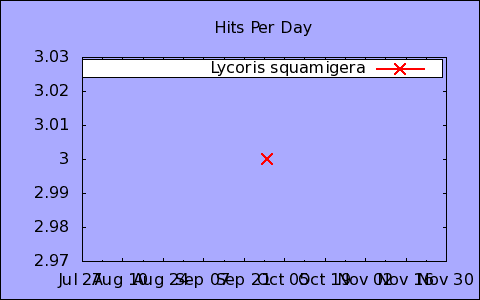 Hits Per Day
3.03
Lycoris squamigera
3.02
3.01
3
2.99
2.98
2.97
Jul 27 Aug 10 Aug 24 Sep 07 Sep 21 Oct 05 Oct 19 Nov 02 Nov 16 Nov 30